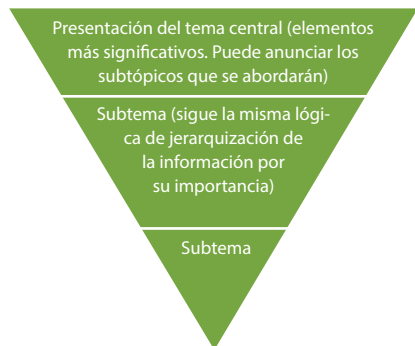 Presentación del tema central (elementos
más significativos. Puede anunciar los
subtópicos que se abordarán)
Subtema (sigue la misma lógi-
ca de jerarquización de
la información por
su importancia)
Subtema